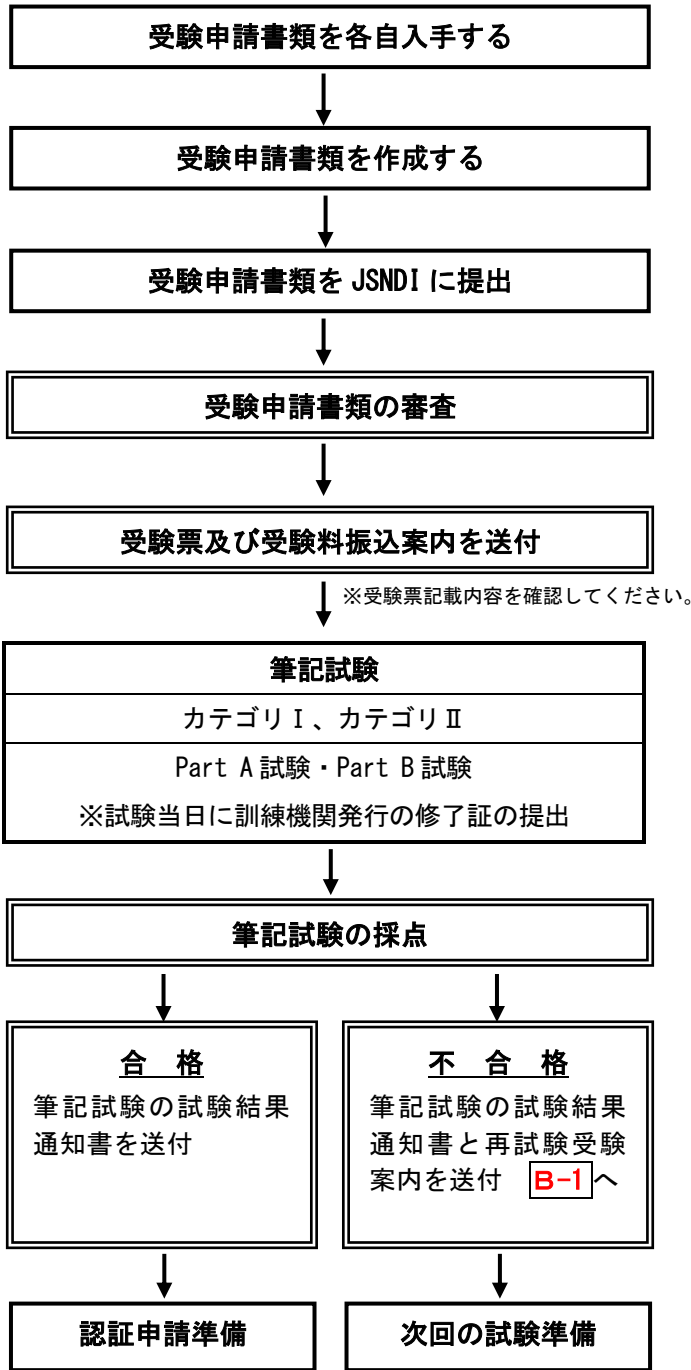 受験申請書類を各自入手する
受験申請書類を作成する
受験申請書類を JSNDI に提出
受験申請書類の審査
受験票及び受験料振込案内を送付
※受験票記載内容を確認してください。
筆記試験
カテゴリⅠ、カテゴリⅡ
Part A 試験・Part B 試験
※試験当日に訓練機関発行の修了証の提出
筆記試験の採点
合 格
筆記試験の試験結果
通知書を送付
不 合 格
筆記試験の試験結果
通知書と再試験受験
案内を送付 B-1 へ
認証申請準備
次回の試験準備